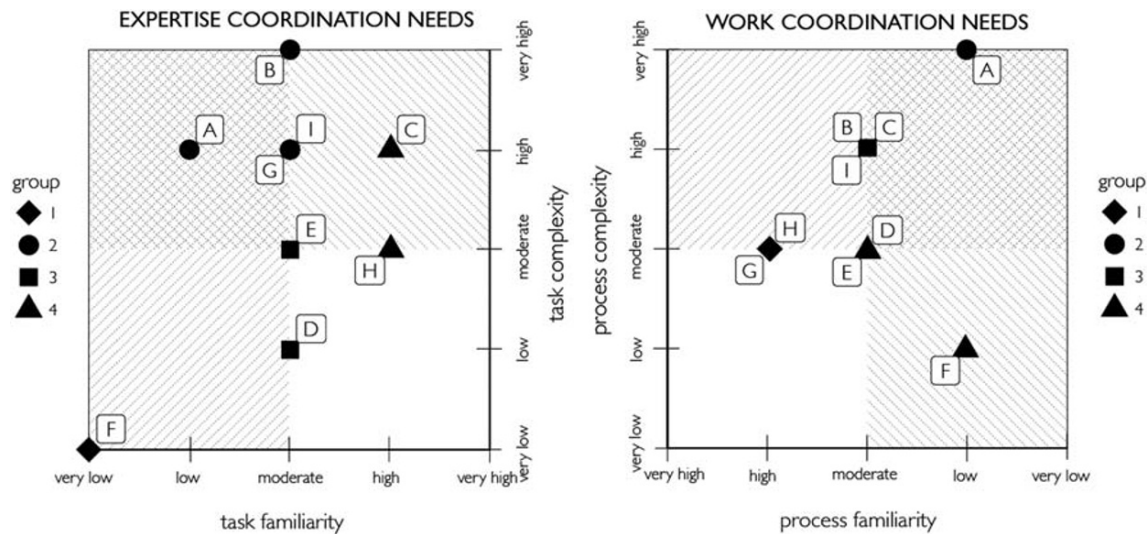 EXPERTISE COORDINATION NEEDS
B
A
I
C
G
E
H
D
F
group
1
2
3
4
very high
high
moderate
low
very low
task complexity
very low
low
moderate
high
very high
task familiarity
WORK COORDINATION NEEDS
A
B
C
I
H
D
G
E
F
very high
high
moderate
low
very low
process complexity
very high
high
moderate
low
very low
process familiarity
group
1
2
3
4